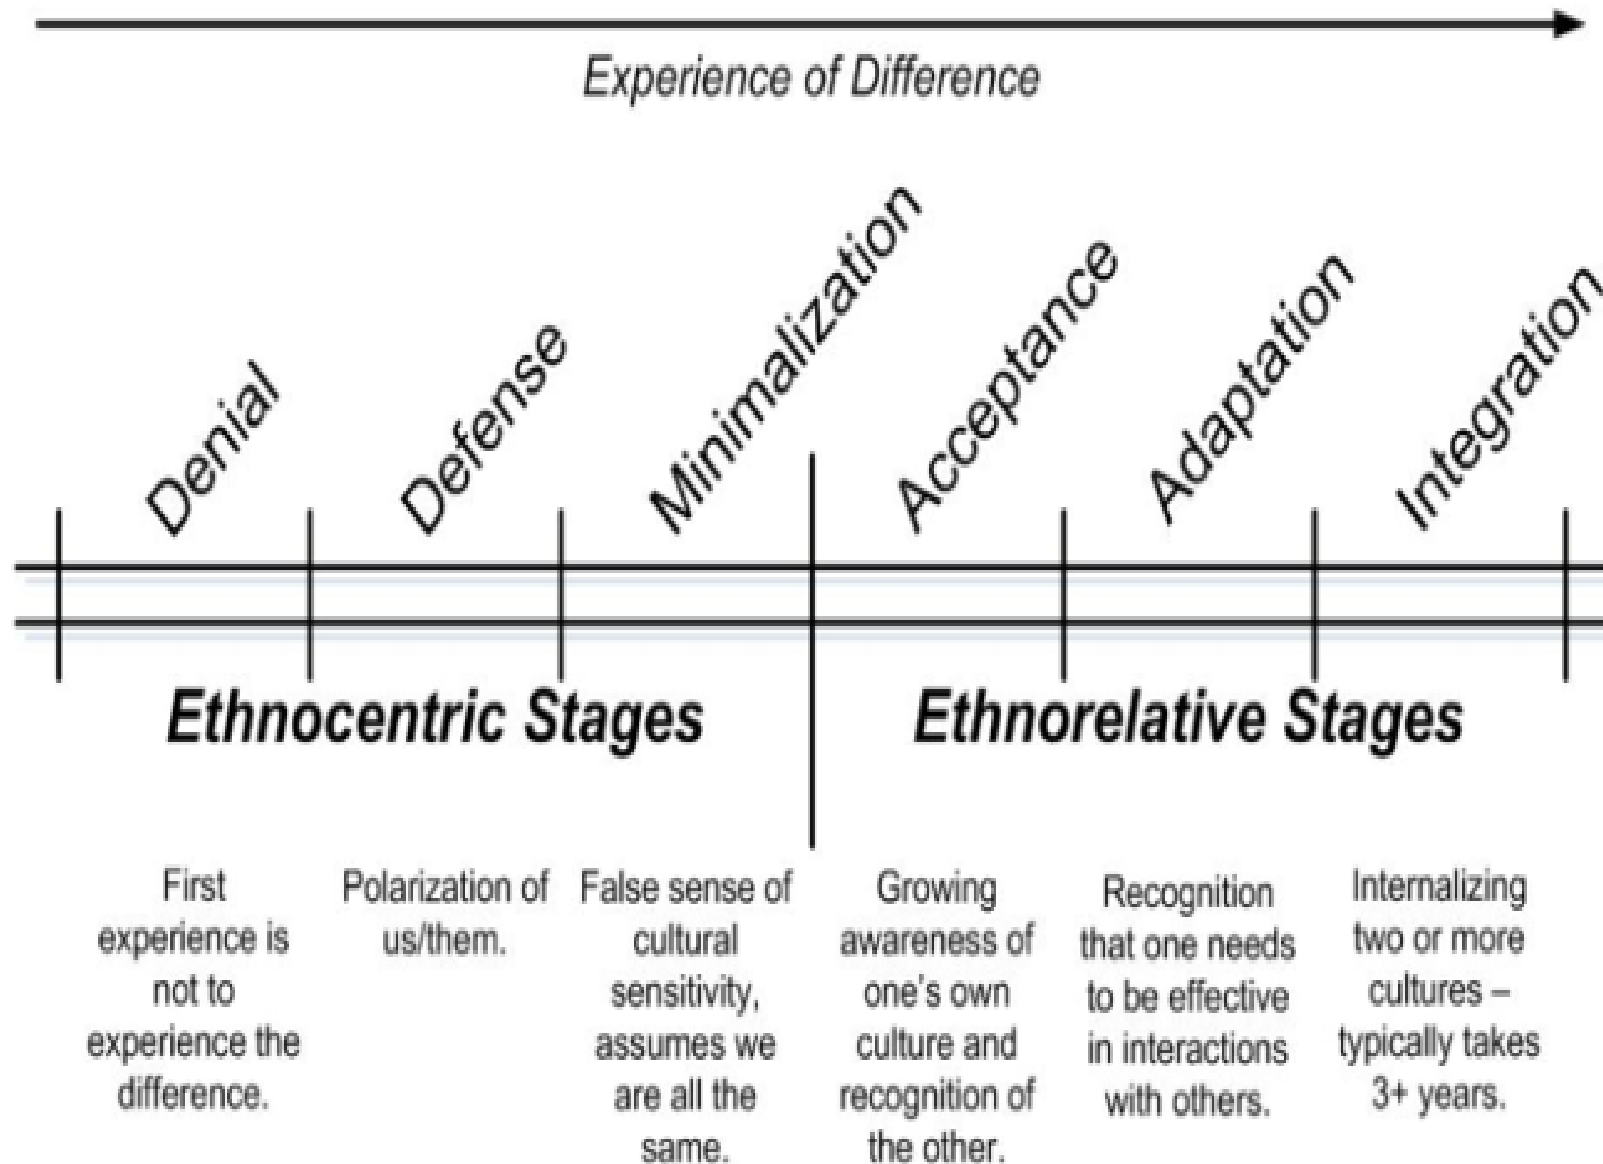 Experience of Difference
Denial
Defense
Minimalization
Acceptance
Adaptation
Integration
Ethnocentric Stages
Ethnorelative Stages
First
experience is
not to
experience the
difference.
Polarization of
us/them.
False sense of
cultural
sensitivity,
assumes we
are all the
same.
Growing
awareness of
one's own
culture and
recognition of
the other.
Recognition
that one needs
to be effective
in interactions
with others.
Internalizing
two or more
cultures –
typically takes
3+ years.